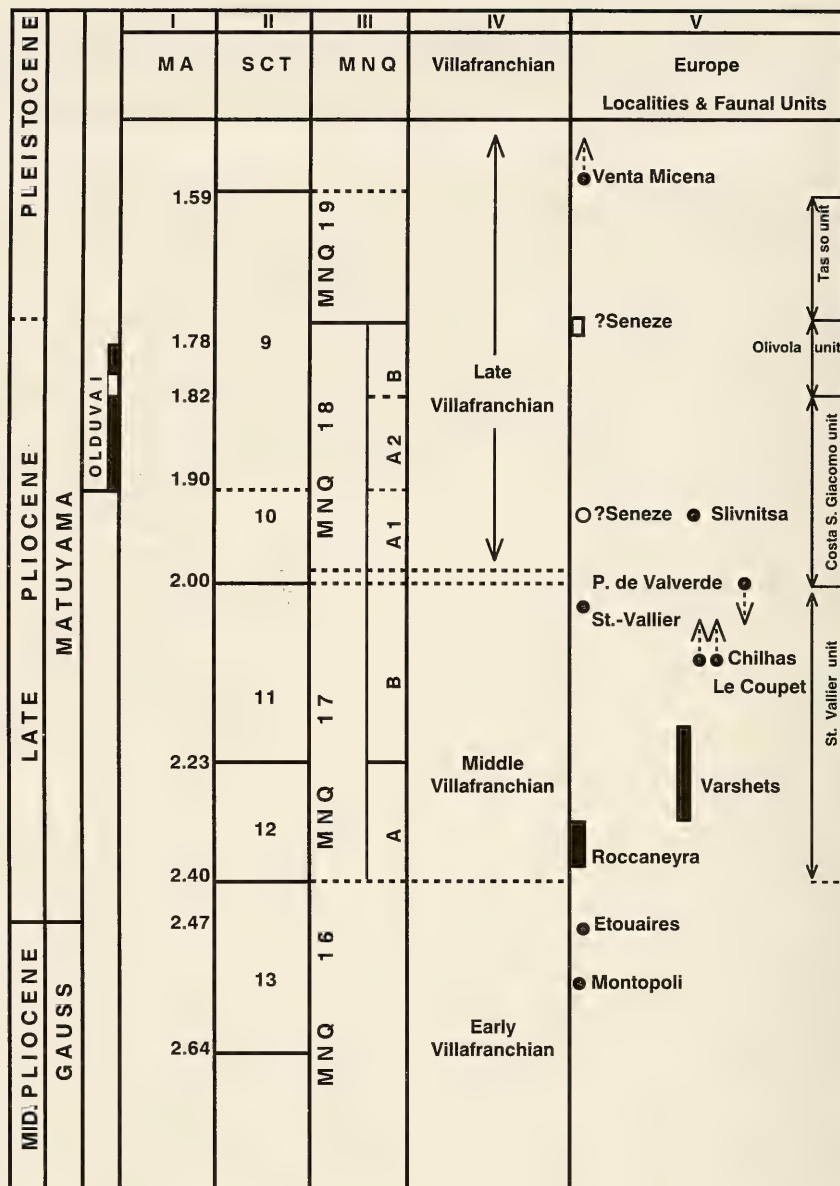 I II III IV V
MA SCT MNQ Villafranchian Europe
Localities & Faunal Units
PLEISTOCENE
LATE PLIOCENE
MID.PLIOCENE
MATUYAMA
GAUSS
OLDUVAI
1.59
1.78
1.82
1.90
2.00
2.23
2.40
2.47
2.64
9
10
11
12
13
MNQ 19
MNQ 18
B
A2
A1
MNQ 17
B
A
MNQ 16
Late
Villafranchian
Middle
Villafranchian
Early
Villafranchian
Venta Micena
?Seneze
?Seneze Slivnitsa
P. de Valverde
St.-Vallier
Chilhas
Le Coupet
Varshets
Roccaneyra
Etouaires
Montopoli
Tas so unit
Olivola unit
Costa S. Giacomo unit
St. Vallier unit